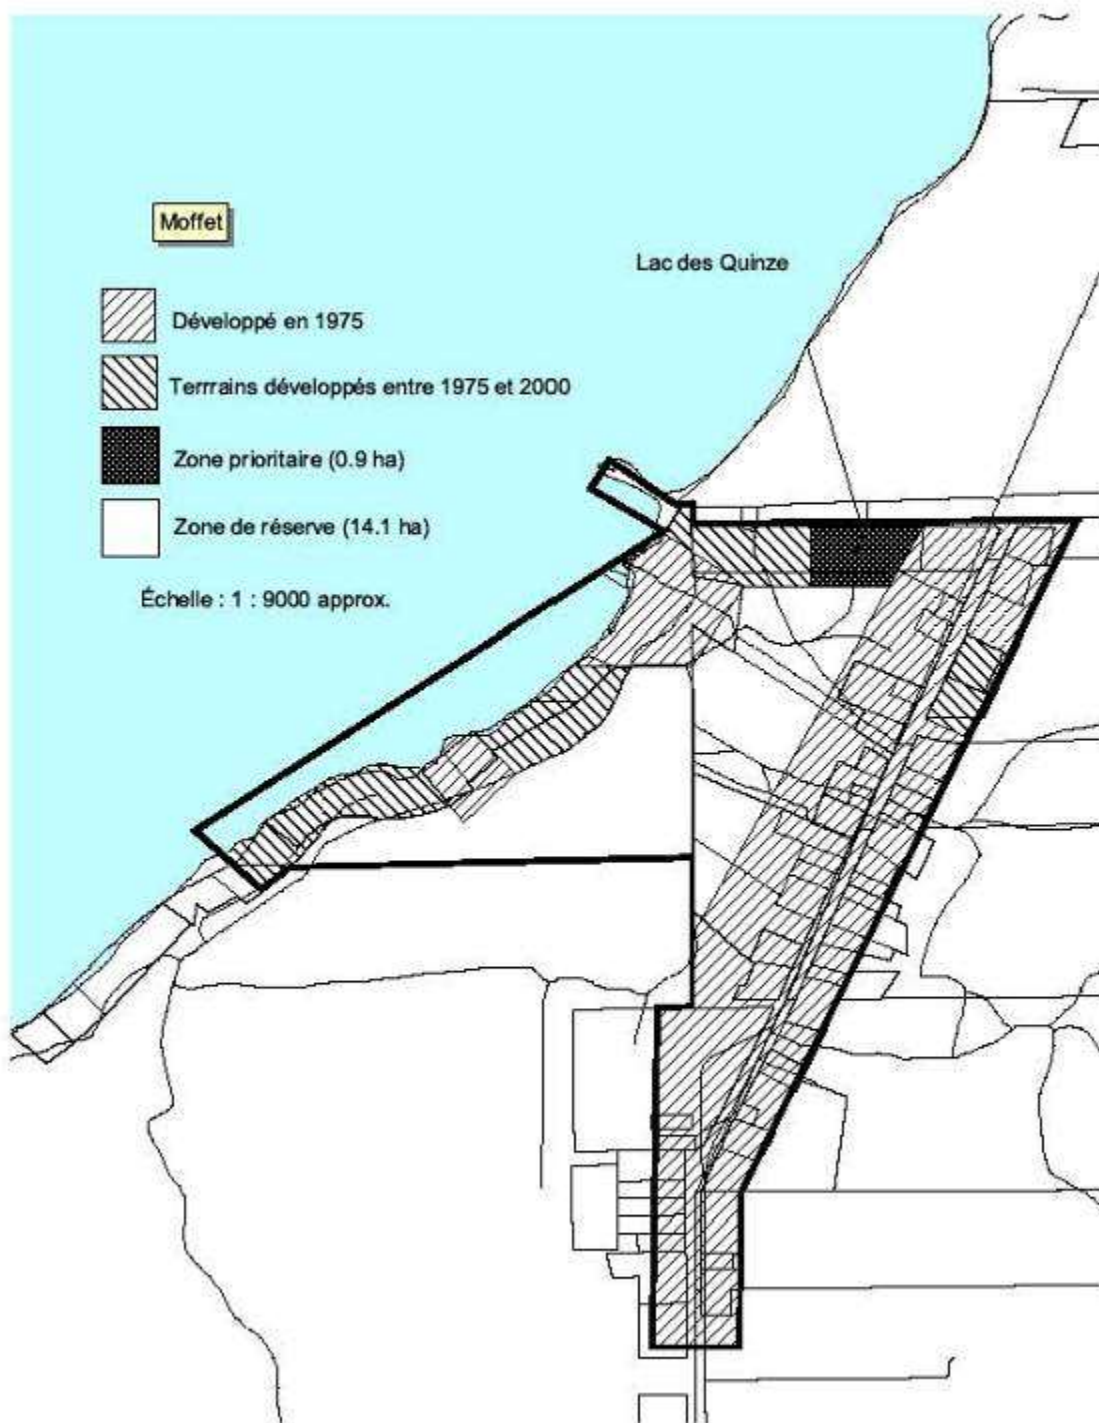 Moffet
Lac des Quinze
Développé en 1975
Terrrains développés entre 1975 et 2000
Zone prioritaire (0.9 ha)
Zone de réserve (14.1 ha)
Échelle : 1 : 9000 approx.